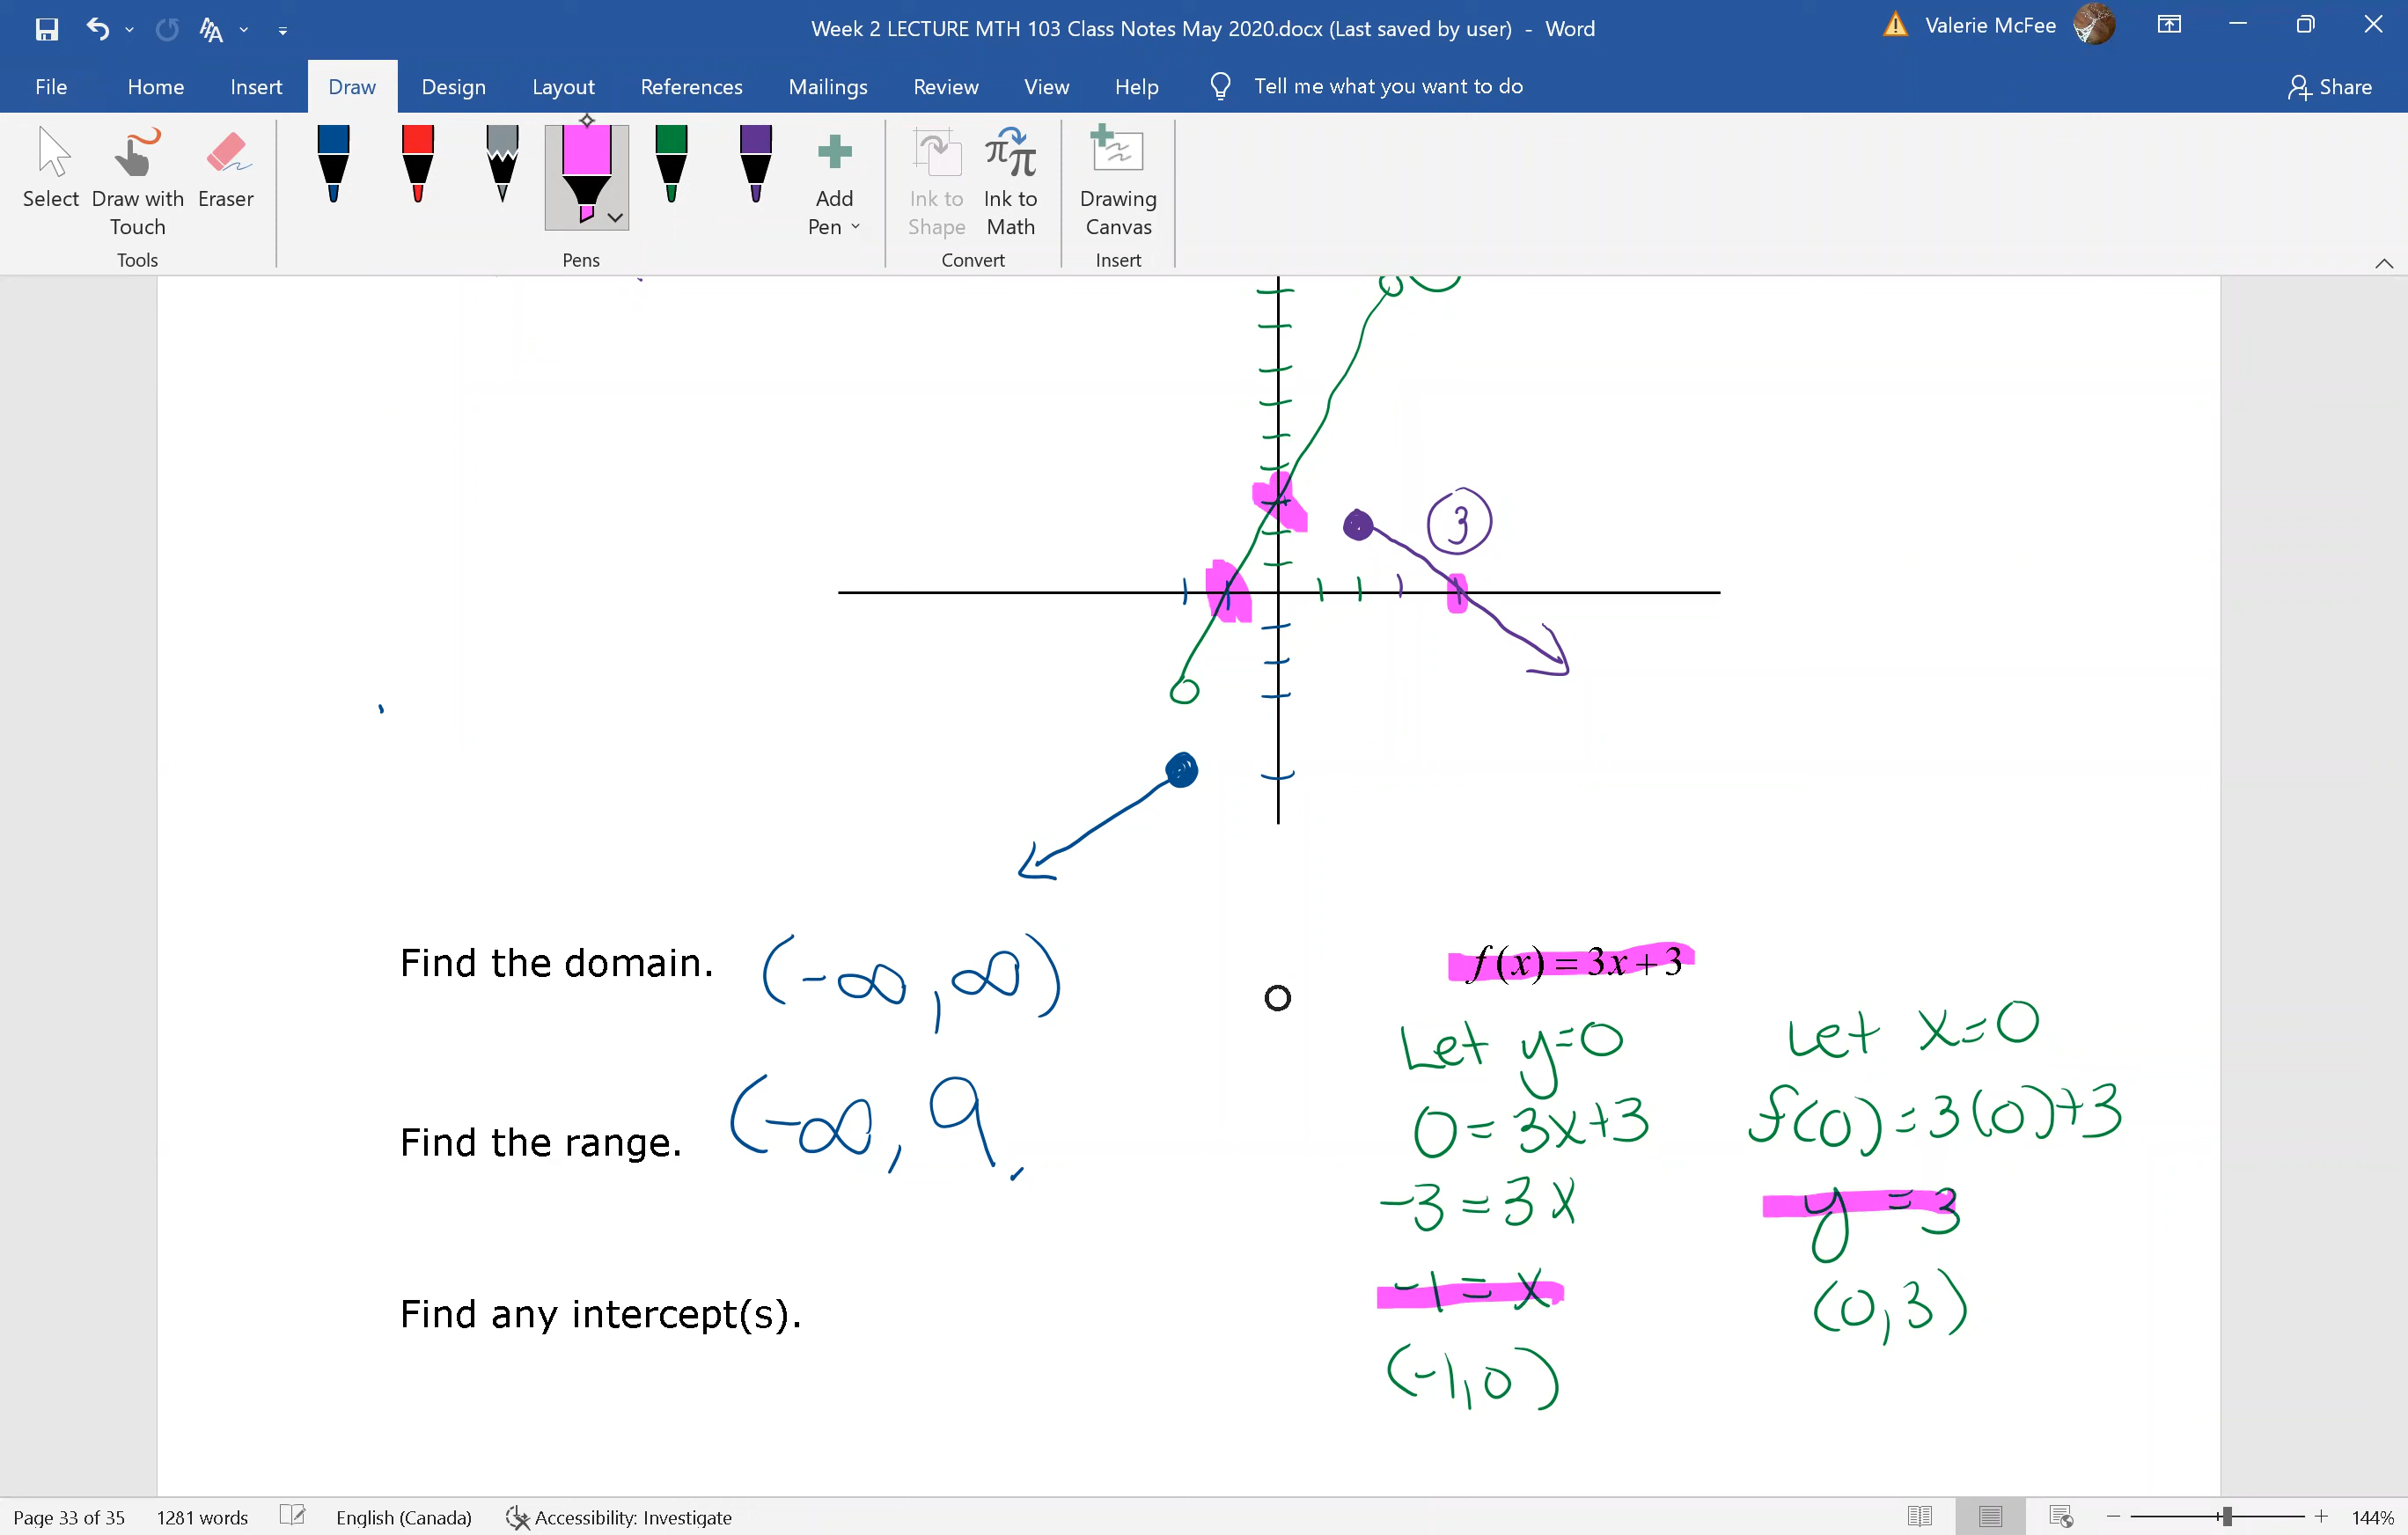 Week 2 LECTURE MTH 103 Class Notes May 2020.docx (Last saved by user) - Word
Valerie McFee
File Home Insert Draw Design Layout References Mailings Review View Help Tell me what you want to do Share
Select Draw with Touch Eraser
Add Pen
Ink to Shape Ink to Math
Drawing Canvas
Tools Pens Convert Insert
3
Find the domain. (-∞, ∞)
f(x) = 3x + 3
Let y=0 Let x=0
Find the range. (-∞, 9
0 = 3x+3 f(0) = 3(0)+3
-3 = 3x y = 3
Find any intercept(s).
-1 = x (0,3)
(-1,0)
Page 33 of 35 1281 words English (Canada) Accessibility: Investigate 144%